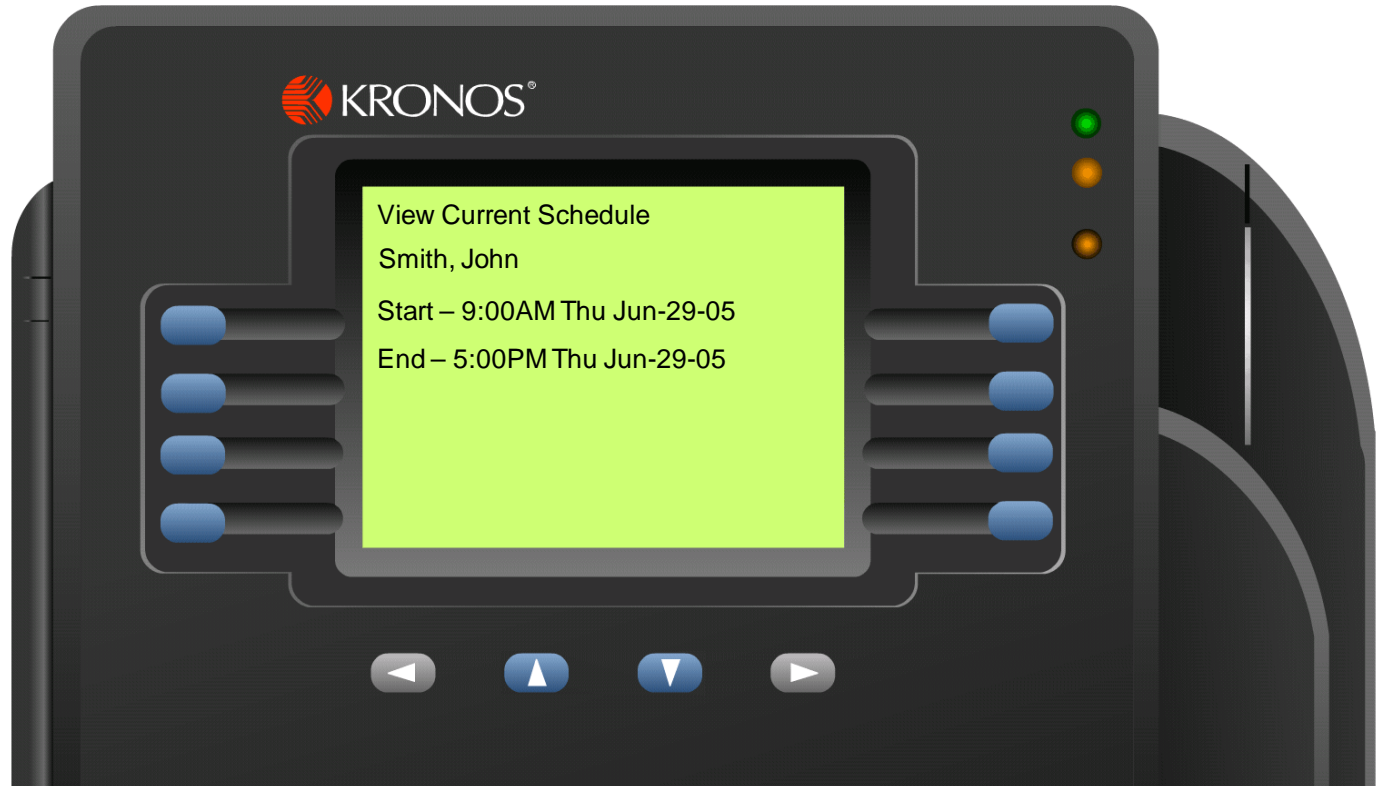 KRONOS®
View Current Schedule
Smith, John
Start – 9:00AM Thu Jun-29-05
End – 5:00PM Thu Jun-29-05